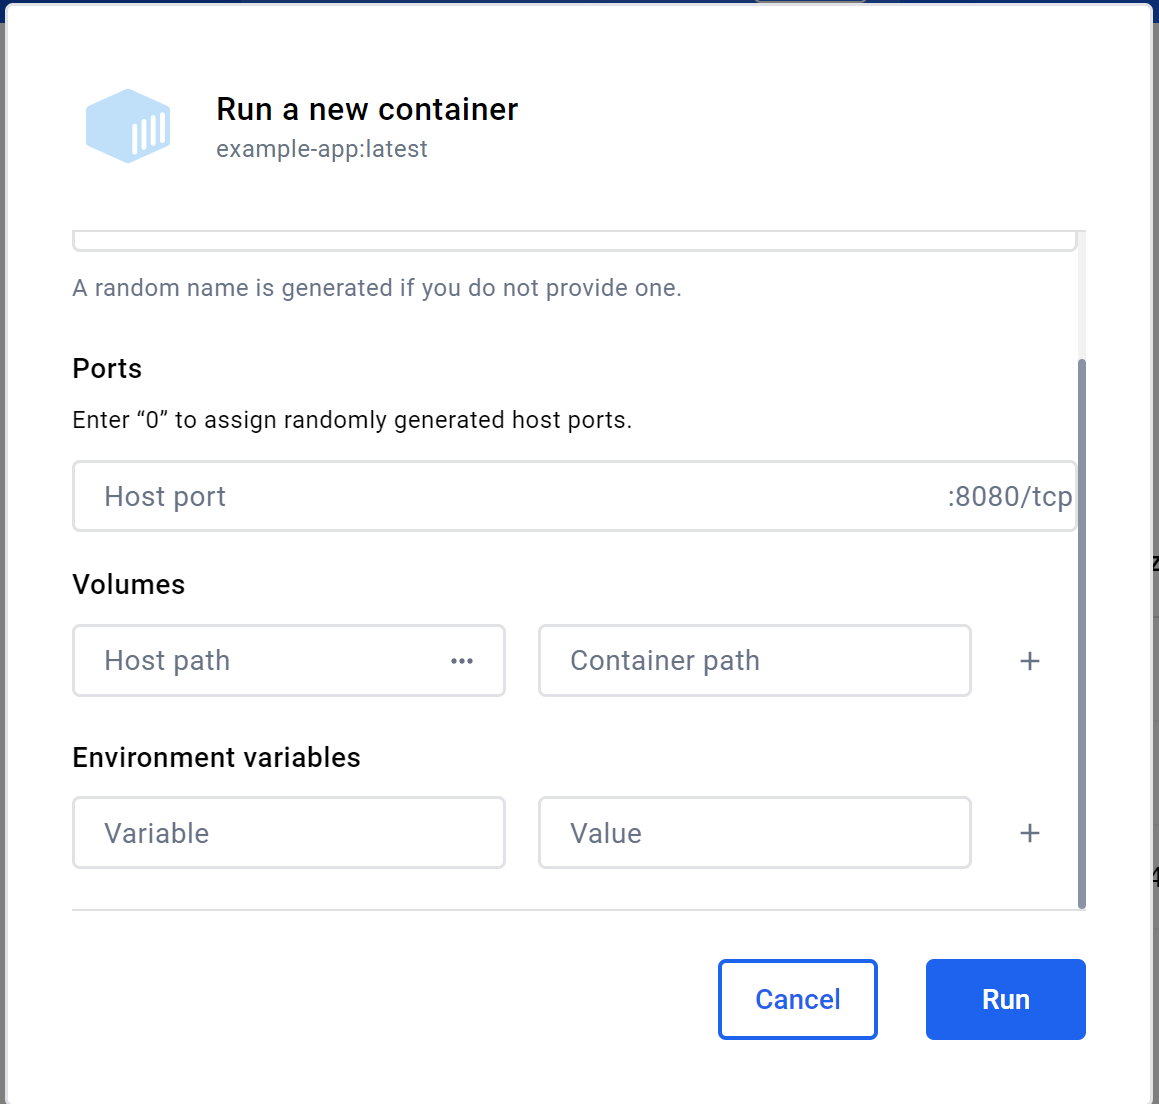 Run a new container
example-app:latest
A random name is generated if you do not provide one.
Ports
Enter “0” to assign randomly generated host ports.
Host port :8080/tcp
Volumes
Host path ••• Container path +
Environment variables
Variable Value +
Cancel Run